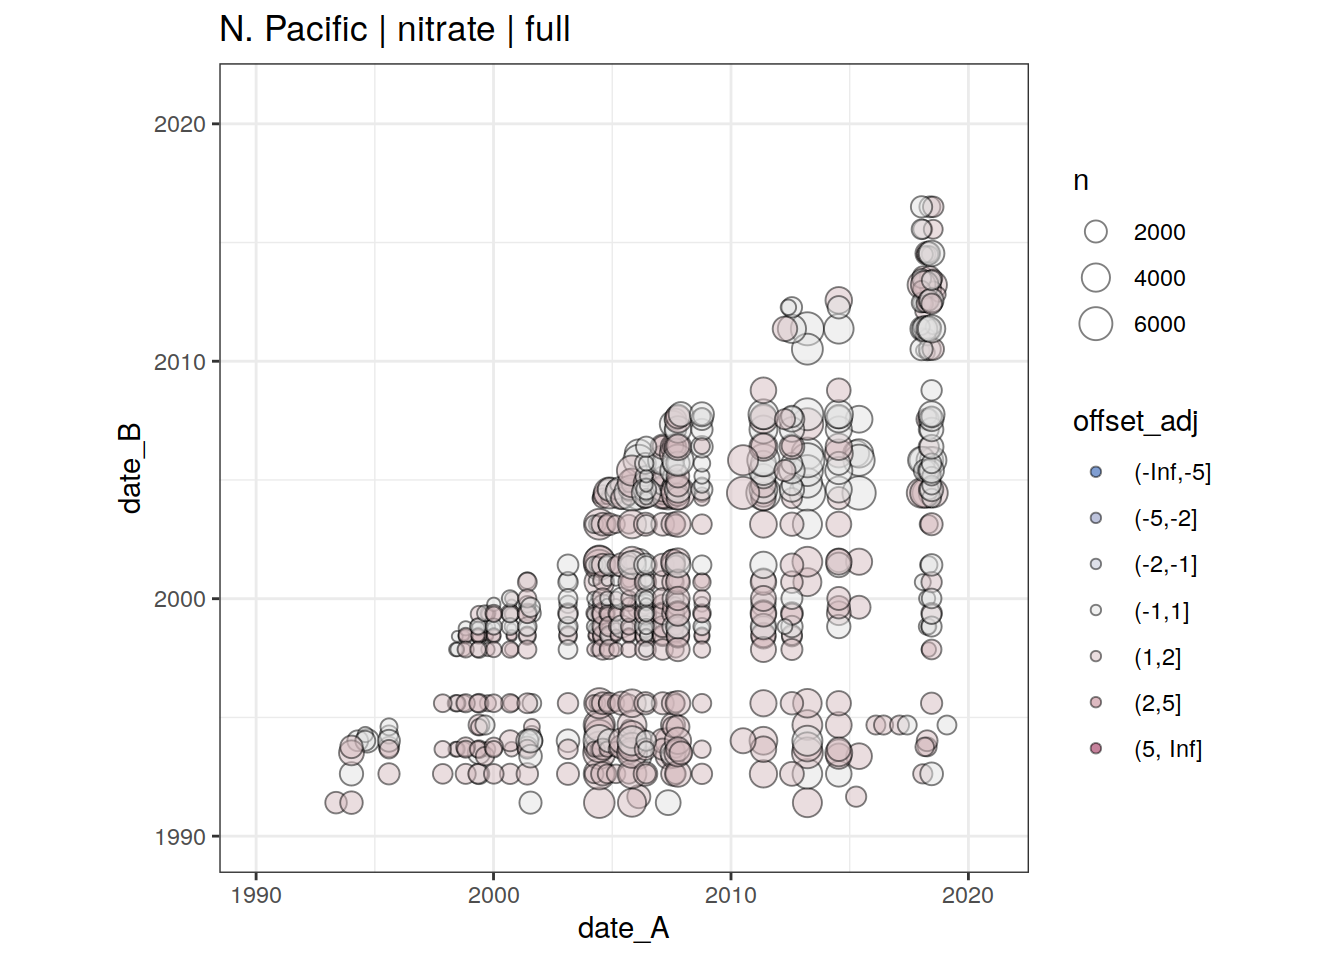 N. Pacific | nitrate | full
2020
2010
2000
1990
date_B
1990
2000
2010
2020
date_A
n
2000
4000
6000
offset_adj
(-Inf,-5]
(-5,-2]
(-2,-1]
(-1,1]
(1,2]
(2,5]
(5, Inf]